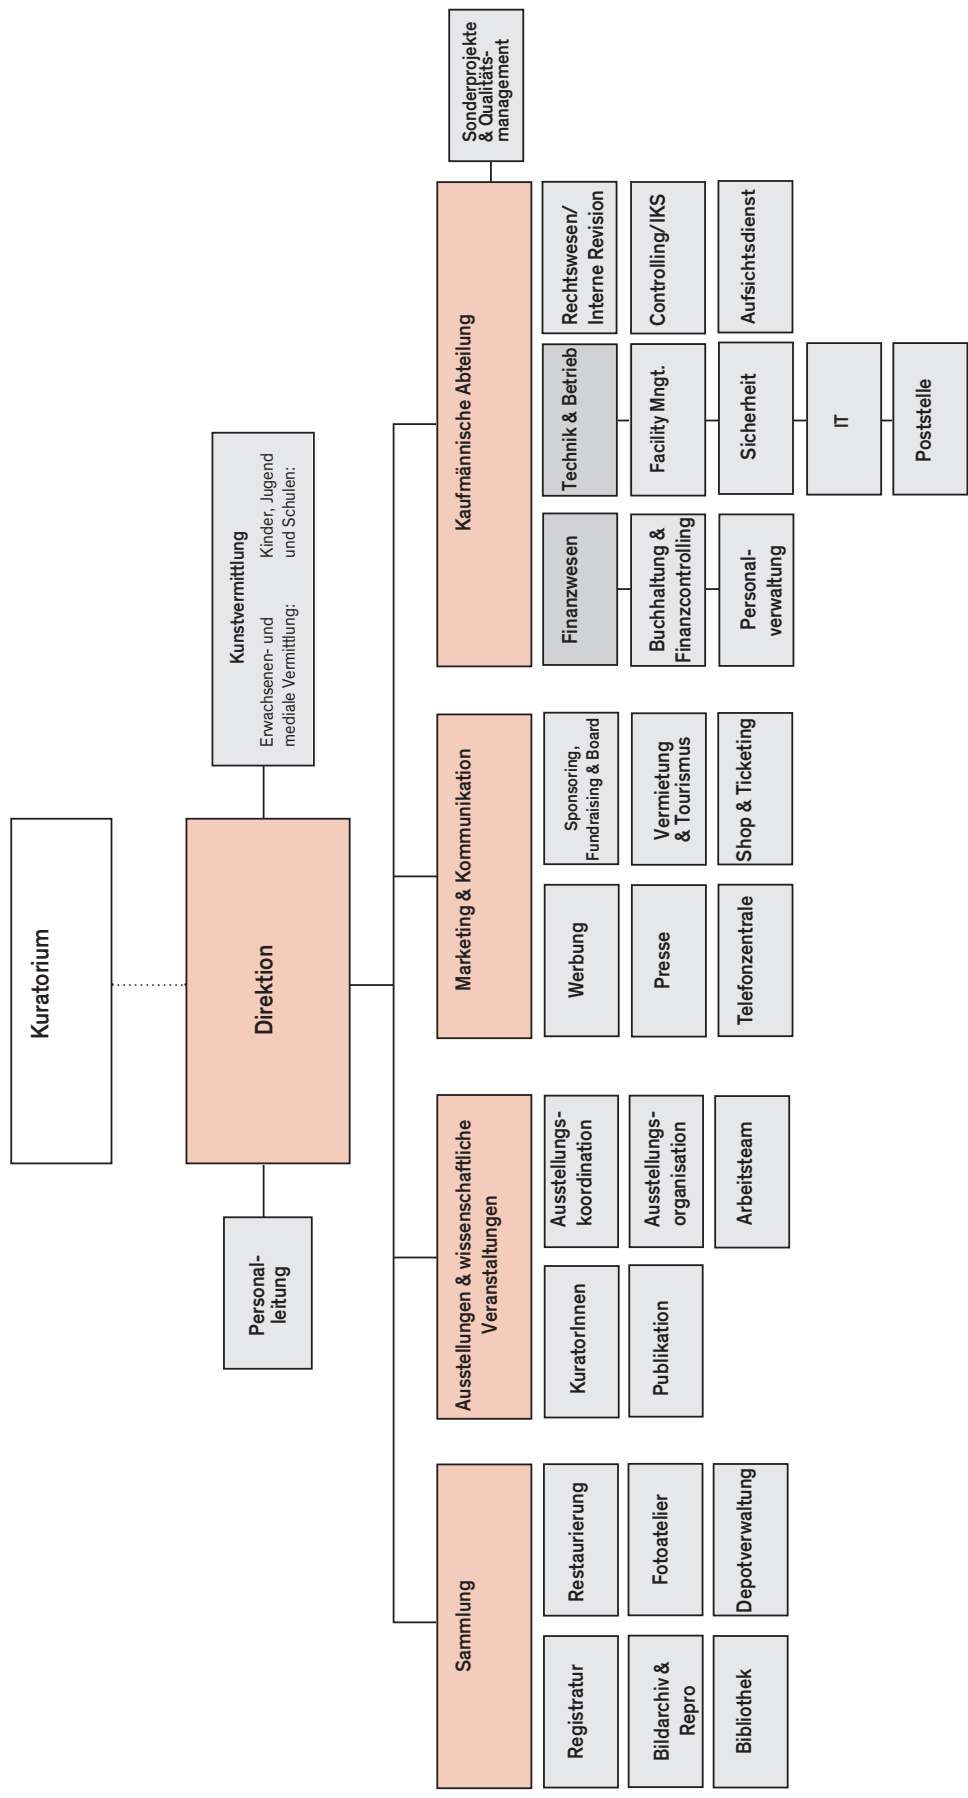 Kuratorium
Direktion
Personal-
leitung
Kunstvermittlung
Erwachsenen- und
mediale Vermittlung:
Kinder, Jugend
und Schulen:
Sammlung
Registratur
Restaurierung
Bildarchiv &
Repro
Fotoatelier
Bibliothek
Depotverwaltung
Ausstellungen & wissenschaftliche
Veranstaltungen
KuratorInnen
Ausstellungs-
koordination
Publikation
Ausstellungs-
organisation
Arbeitsteam
Marketing & Kommunikation
Werbung
Sponsoring,
Fundraising & Board
Presse
Vermietung
& Tourismus
Telefonzentrale
Shop & Ticketing
Kaufmännische Abteilung
Sonderprojekte
& Qualitäts-
management
Finanzwesen
Technik & Betrieb
Rechtswesen/
Interne Revision
Buchhaltung &
Finanzcontrolling
Facility Mngt.
Controlling/IKS
Personal-
verwaltung
Sicherheit
Aufsichtsdienst
IT
Poststelle